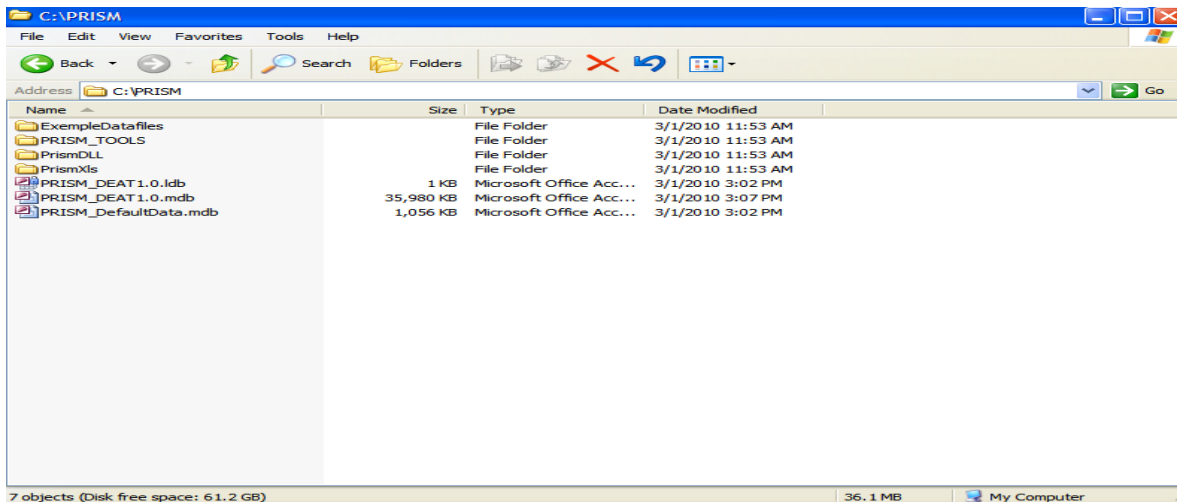 C:\PRISM
File Edit View Favorites Tools Help
Back Search Folders
Address C:\PRISM Go
Name Size Type Date Modified
ExempleDatafiles File Folder 3/1/2010 11:53 AM
PRISM_TOOLS File Folder 3/1/2010 11:53 AM
PrismDLL File Folder 3/1/2010 11:53 AM
PrismXls File Folder 3/1/2010 11:53 AM
PRISM_DEAT1.0.ldb 1 KB Microsoft Office Acc... 3/1/2010 3:02 PM
PRISM_DEAT1.0.mdb 35,980 KB Microsoft Office Acc... 3/1/2010 3:07 PM
PRISM_DefaultData.mdb 1,056 KB Microsoft Office Acc... 3/1/2010 3:02 PM
7 objects (Disk free space: 61.2 GB) 36.1 MB My Computer